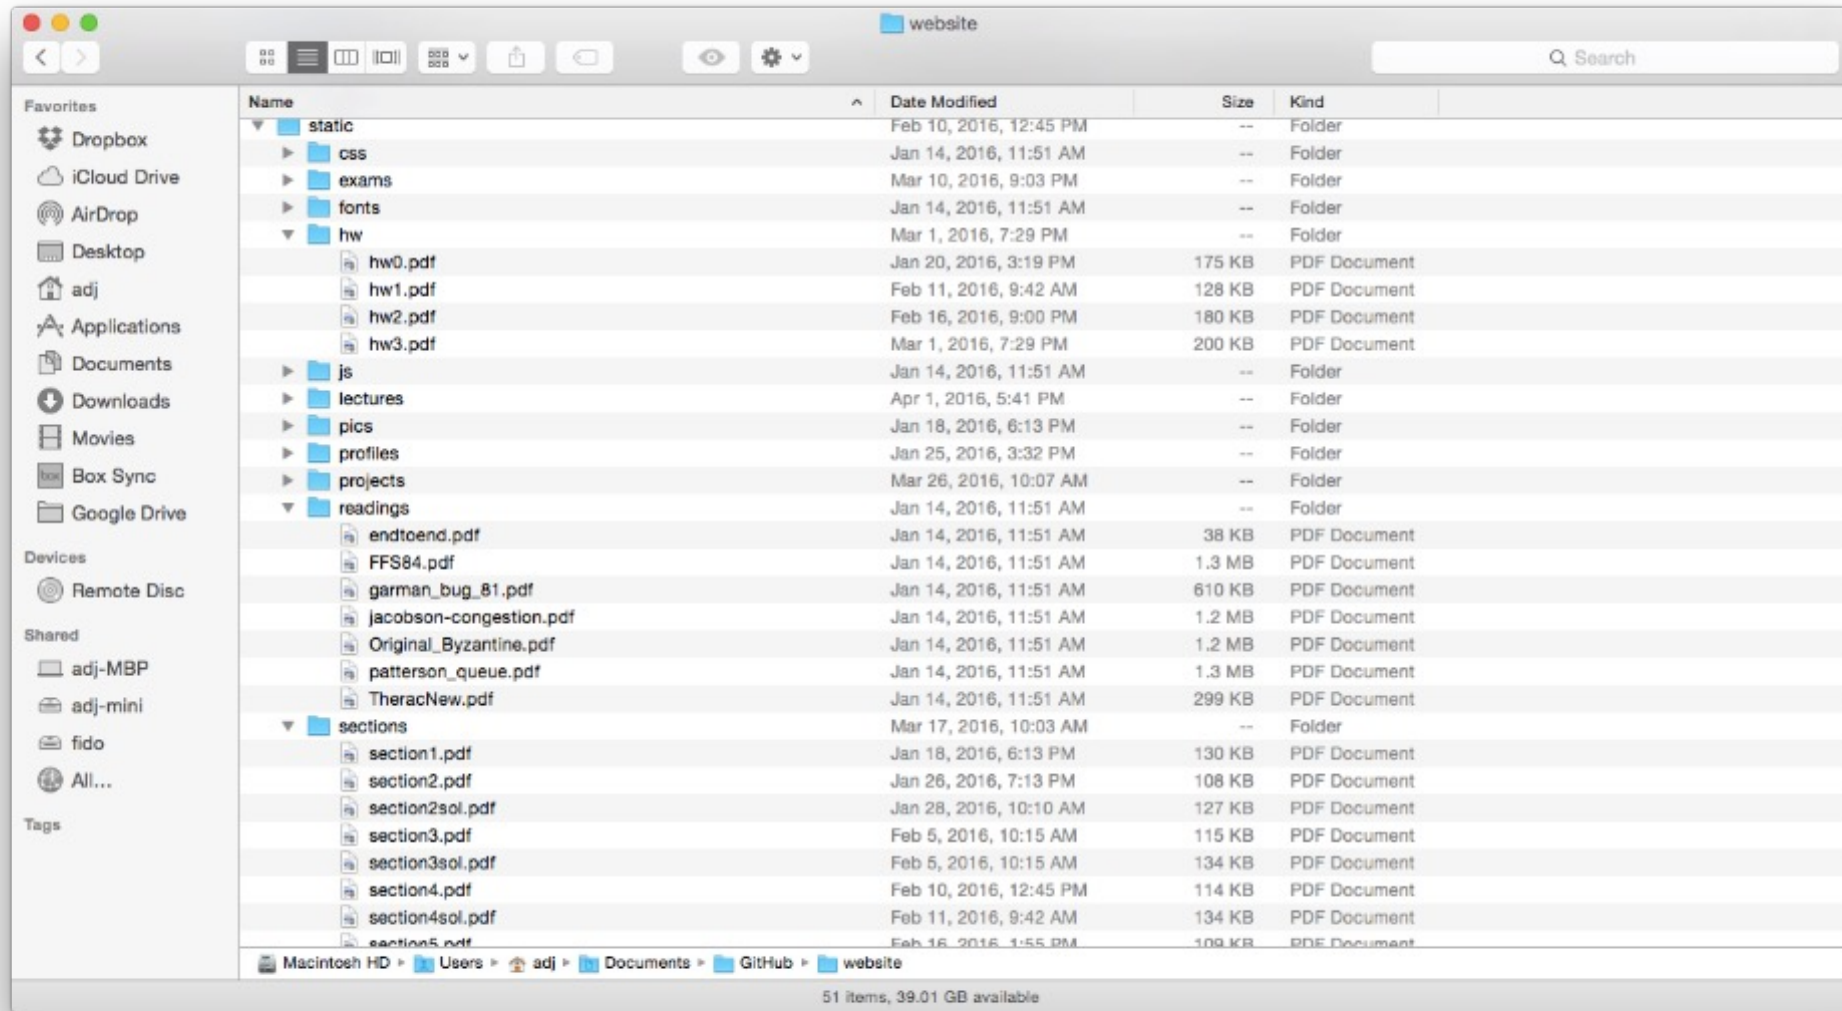 website
Search
Favorites
Dropbox
iCloud Drive
AirDrop
Desktop
adj
Applications
Documents
Downloads
Movies
box Box Sync
Google Drive
Devices
Remote Disc
Shared
adj-MBP
adj-mini
fido
All...
Tags
Name Date Modified Size Kind
static Feb 10, 2016, 12:45 PM -- Folder
css Jan 14, 2016, 11:51 AM -- Folder
exams Mar 10, 2016, 9:03 PM -- Folder
fonts Jan 14, 2016, 11:51 AM -- Folder
hw Mar 1, 2016, 7:29 PM -- Folder
hw0.pdf Jan 20, 2016, 3:19 PM 175 KB PDF Document
hw1.pdf Feb 11, 2016, 9:42 AM 128 KB PDF Document
hw2.pdf Feb 16, 2016, 9:00 PM 180 KB PDF Document
hw3.pdf Mar 1, 2016, 7:29 PM 200 KB PDF Document
js Jan 14, 2016, 11:51 AM -- Folder
lectures Apr 1, 2016, 5:41 PM -- Folder
pics Jan 18, 2016, 6:13 PM -- Folder
profiles Jan 25, 2016, 3:32 PM -- Folder
projects Mar 26, 2016, 10:07 AM -- Folder
readings Jan 14, 2016, 11:51 AM -- Folder
endtoend.pdf Jan 14, 2016, 11:51 AM 38 KB PDF Document
FFS84.pdf Jan 14, 2016, 11:51 AM 1.3 MB PDF Document
garman_bug_81.pdf Jan 14, 2016, 11:51 AM 610 KB PDF Document
jacobson-congestion.pdf Jan 14, 2016, 11:51 AM 1.2 MB PDF Document
Original_Byzantine.pdf Jan 14, 2016, 11:51 AM 1.2 MB PDF Document
patterson_queue.pdf Jan 14, 2016, 11:51 AM 1.3 MB PDF Document
TheracNew.pdf Jan 14, 2016, 11:51 AM 299 KB PDF Document
sections Mar 17, 2016, 10:03 AM -- Folder
section1.pdf Jan 18, 2016, 6:13 PM 130 KB PDF Document
section2.pdf Jan 26, 2016, 7:13 PM 108 KB PDF Document
section2sol.pdf Jan 28, 2016, 10:10 AM 127 KB PDF Document
section3.pdf Feb 5, 2016, 10:15 AM 115 KB PDF Document
section3sol.pdf Feb 5, 2016, 10:15 AM 134 KB PDF Document
section4.pdf Feb 10, 2016, 12:45 PM 114 KB PDF Document
section4sol.pdf Feb 11, 2016, 9:42 AM 134 KB PDF Document
section5.pdf Feb 16, 2016, 1:55 PM 109 KB PDF Document
Macintosh HD Users adj Documents GitHub website
51 items, 39.01 GB available